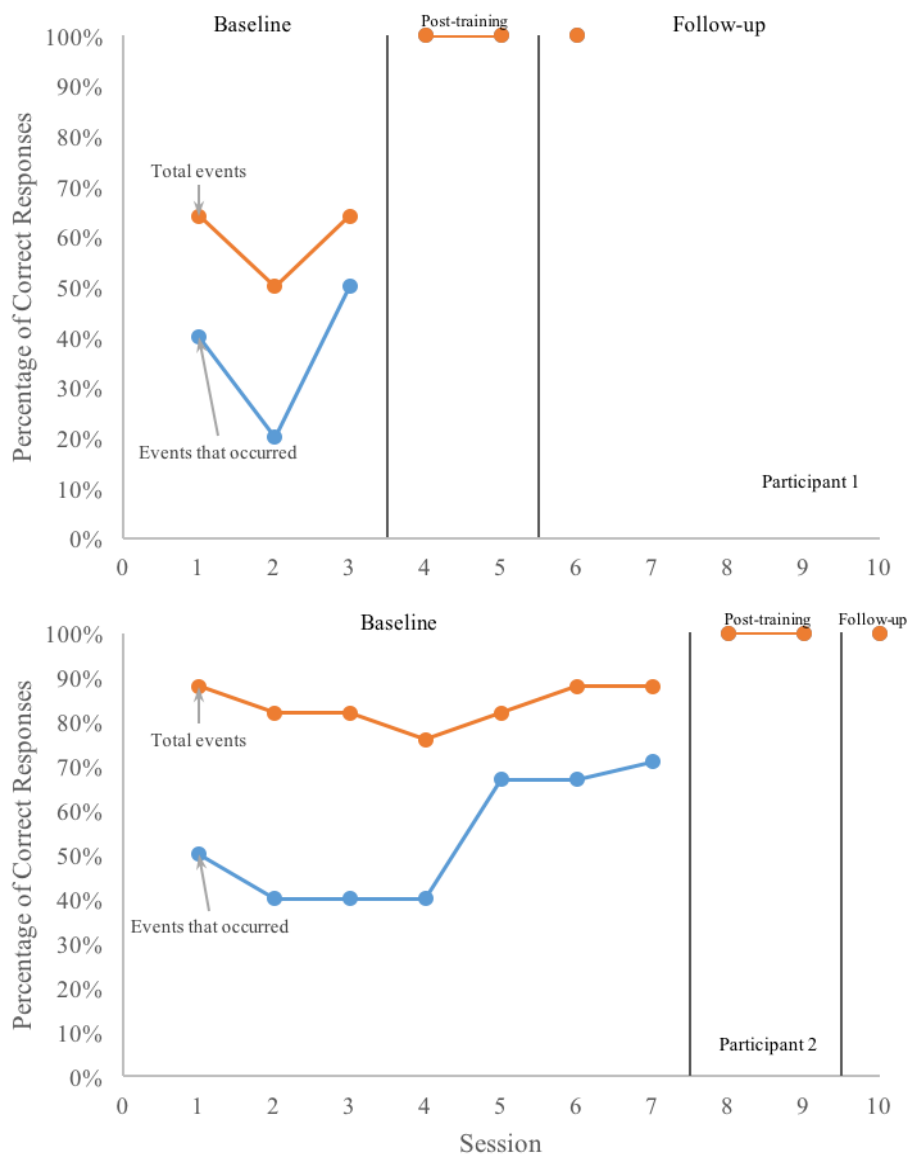 Baseline
Post-training
Follow-up
100%
90%
80%
70%
60%
50%
40%
30%
20%
10%
0%
Percentage of Correct Responses
Total events
Events that occurred
Participant 1
0 1 2 3 4 5 6 7 8 9 10
Baseline
Post-training
Follow-up
100%
90%
80%
70%
60%
50%
40%
30%
20%
10%
0%
Percentage of Correct Responses
Total events
Events that occurred
Participant 2
0 1 2 3 4 5 6 7 8 9 10
Session